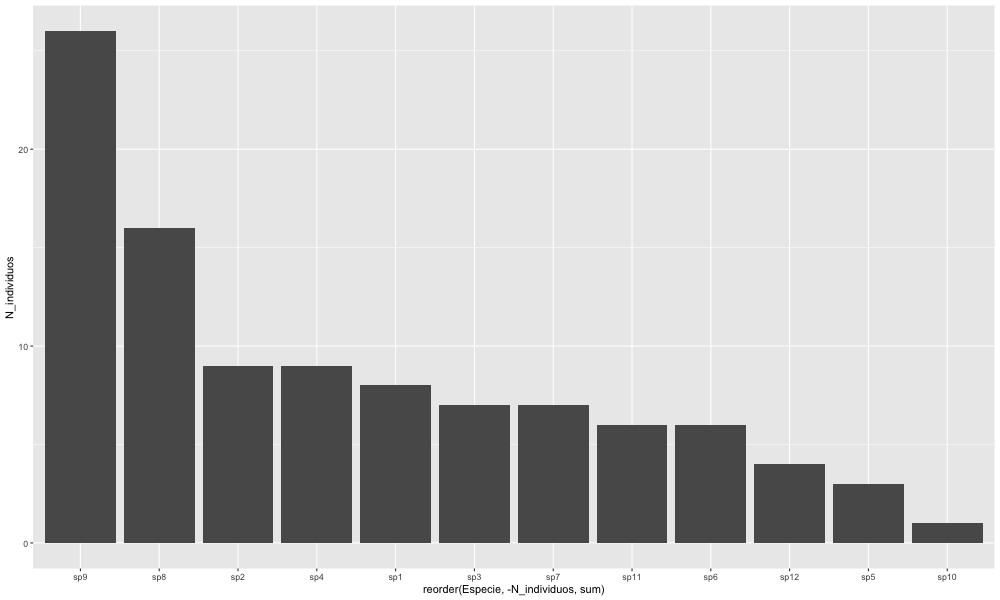 N_individuos
20
10
0
sp9 sp8 sp2 sp4 sp1 sp3 sp7 sp11 sp6 sp12 sp5 sp10
reorder(Especie, -N_individuos, sum)